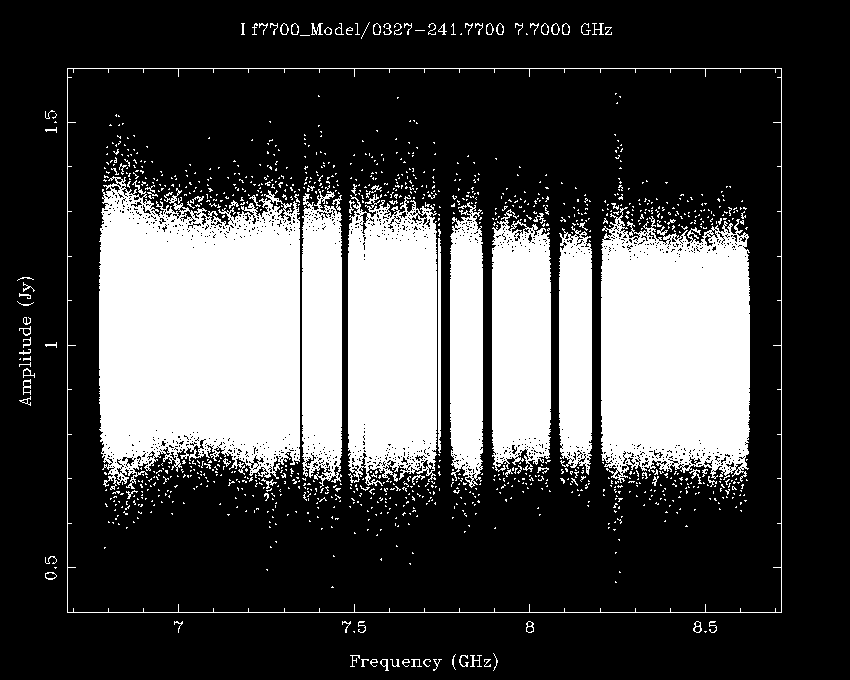 I f7700_Model/0327-241.7700 7.7000 GHz
1.5
1
0.5
Amplitude (Jy)
7 7.5 8 8.5
Frequency (GHz)